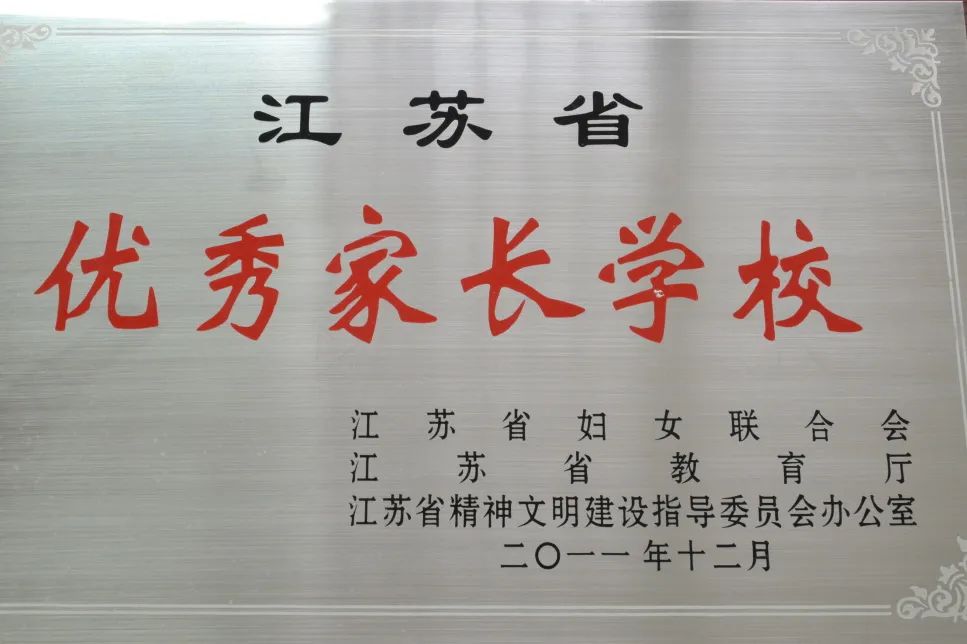 江苏省
优秀家长学校
江苏省妇女联合会
江苏省教育厅
江苏省精神文明建设指导委员会办公室
二〇一一年十二月